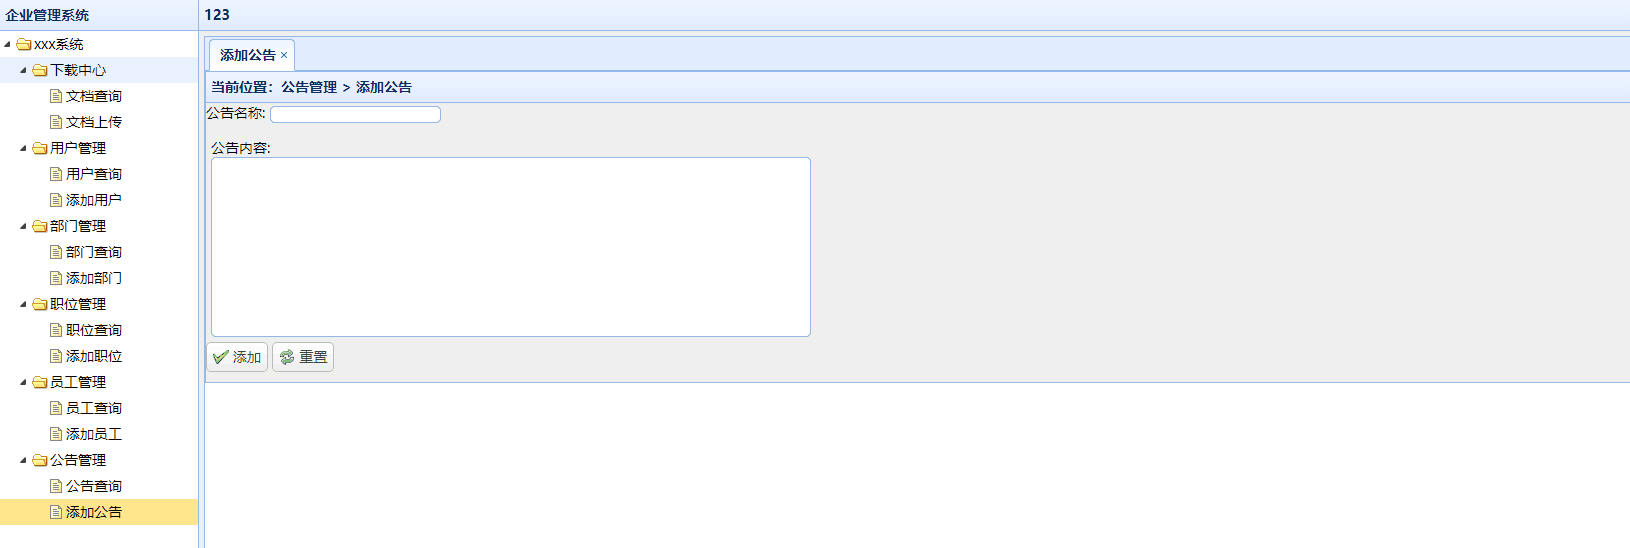 企业管理系统
xxx系统
下载中心
文档查询
文档上传
用户管理
用户查询
添加用户
部门管理
部门查询
添加部门
职位管理
职位查询
添加职位
员工管理
员工查询
添加员工
公告管理
公告查询
添加公告
123
添加公告 ×
当前位置：公告管理 > 添加公告
公告名称:
公告内容:
添加 重置